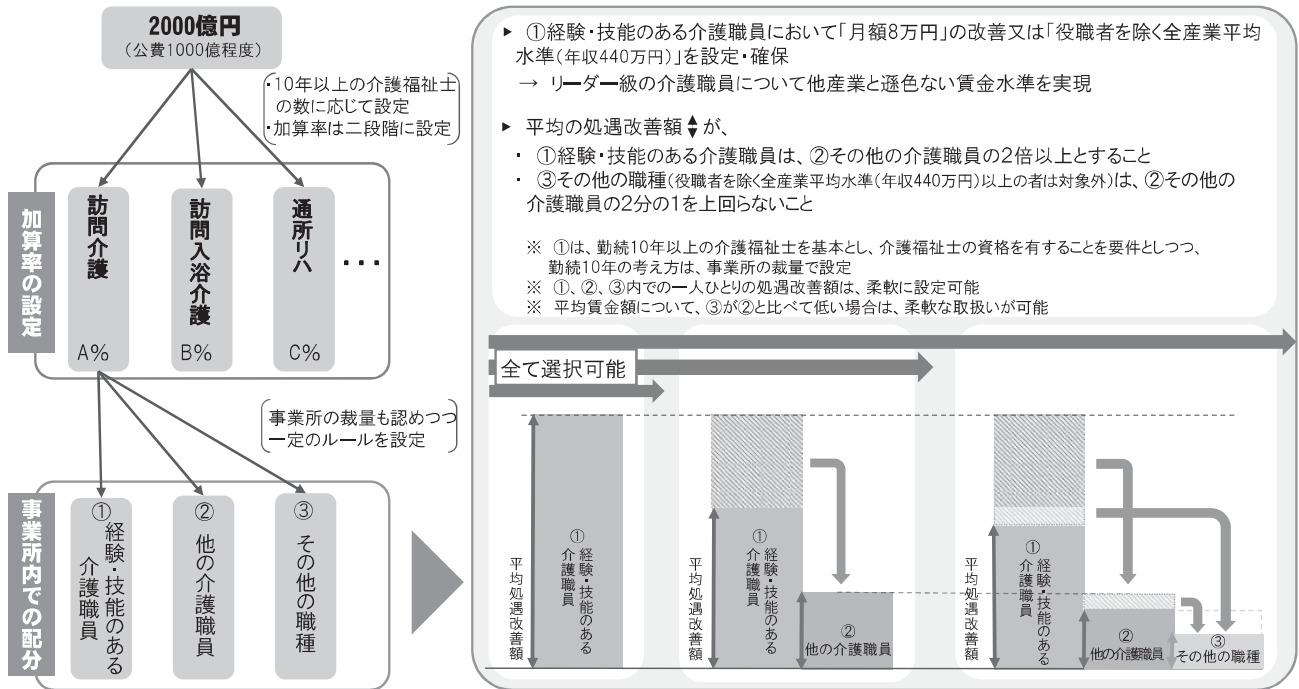 2000億円
（公費1000億程度）
・10年以上の介護福祉士
の数に応じて設定
・加算率は二段階に設定
加算率の設定
訪問介護
A%
訪問入浴介護
B%
通所リハ
C%
・・・
事業所の裁量も認めつつ
一定のルールを設定
事業所内での配分
①
経験・技能のある
介護職員
②
他の介護職員
③
その他の職種
▶ ①経験・技能のある介護職員において「月額8万円」の改善又は「役職者を除く全産業平均
水準（年収440万円）」を設定・確保
→ リーダー級の介護職員について他産業と遜色ない賃金水準を実現
▶ 平均の処遇改善額が、
・ ①経験・技能のある介護職員は、②その他の介護職員の2倍以上とすること
・ ③その他の職種（役職者を除く全産業平均水準（年収440万円）以上の者は対象外）は、②その他の
介護職員の2分の1を上回らないこと
※ ①は、勤続10年以上の介護福祉士を基本とし、介護福祉士の資格を有することを要件としつつ、
勤続10年の考え方は、事業所の裁量で設定
※ ①、②、③内での一人ひとりの処遇改善額は、柔軟に設定可能
※ 平均賃金額について、③が②と比べて低い場合は、柔軟な取扱いが可能
全て選択可能
平均処遇改善額
①
経験・技能のある
介護職員
平均処遇改善額
①
経験・技能のある
介護職員
②
他の介護職員
平均処遇改善額
①
経験・技能のある
介護職員
②
他の介護職員
③
その他の職種